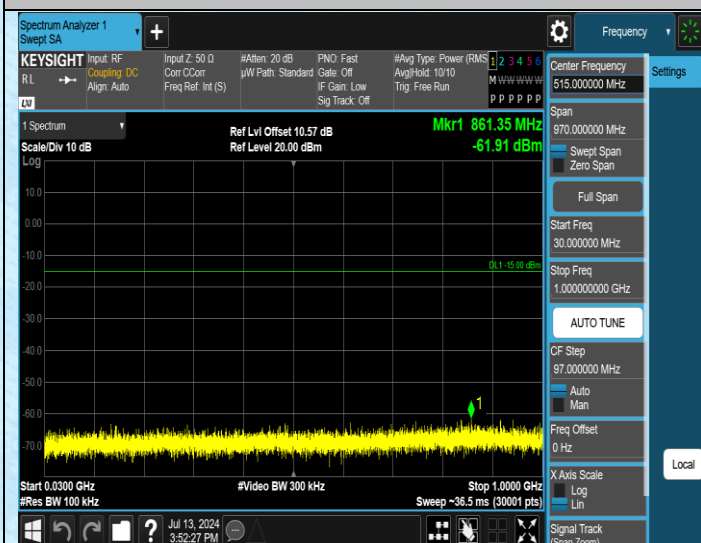 Spectrum Analyzer 1
Swept SA
Frequency
KEYSIGHT
RL
LXI
Input: RF
Coupling: DC
Align: Auto
Input Z: 50 Ω
Corr CCorr
Freq Ref: Int (S)
#Atten: 20 dB
µW Path: Standard
PNO: Fast
Gate: Off
IF Gain: Low
Sig Track: Off
#Avg Type: Power (RMS
Avg|Hold: 10/10
Trig: Free Run
1 2 3 4 5 6
M W W W W W
P P P P P P
1 Spectrum
Scale/Div 10 dB
Ref Lvl Offset 10.57 dB
Ref Level 20.00 dBm
Mkr1 861.35 MHz
-61.91 dBm
Log
10.0
0.00
-10.0
DL1 -15.00 dBm
-20.0
-30.0
-40.0
-50.0
1
-60.0
-70.0
Start 0.0300 GHz
#Res BW 100 kHz
#Video BW 300 kHz
Stop 1.0000 GHz
Sweep ~36.5 ms (30001 pts)
Jul 13, 2024
3:52:27 PM
Center Frequency
515.000000 MHz
Settings
Span
970.000000 MHz
Swept Span
Zero Span
Full Span
Start Freq
30.000000 MHz
Stop Freq
1.000000000 GHz
AUTO TUNE
CF Step
97.000000 MHz
Auto
Man
Freq Offset
0 Hz
X Axis Scale
Log
Lin
Local
Signal Track
(Span Zoom)